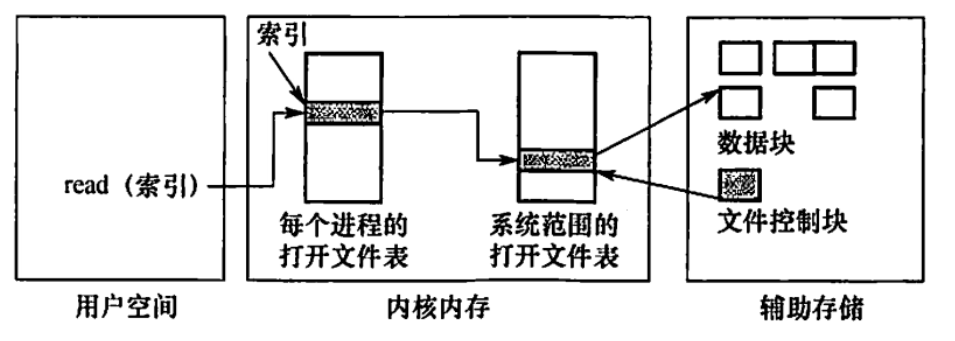 索引
read（索引）
每个进程的
打开文件表
系统范围的
打开文件表
数据块
文件控制块
用户空间
内核内存
辅助存储